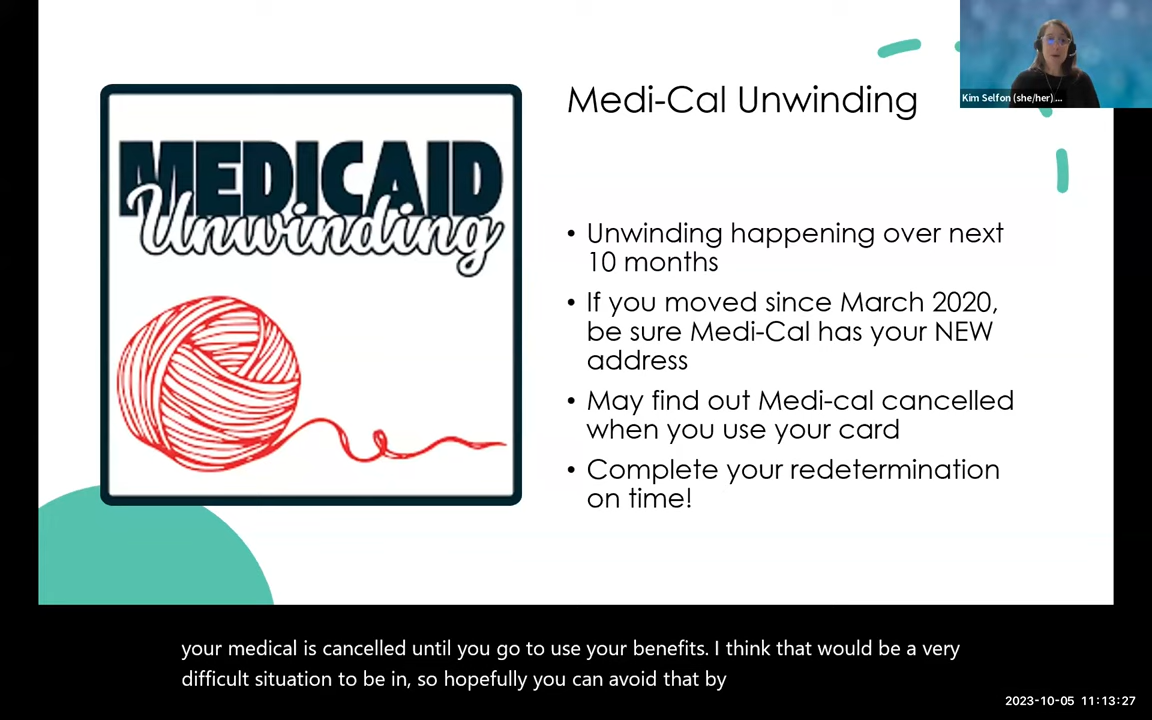 Kim Selfon (she/her)...
Medi-Cal Unwinding
MEDICAID
Unwinding
• Unwinding happening over next
10 months
• If you moved since March 2020,
be sure Medi-Cal has your NEW
address
• May find out Medi-cal cancelled
when you use your card
• Complete your redetermination
on time!
your medical is cancelled until you go to use your benefits. I think that would be a very
difficult situation to be in, so hopefully you can avoid that by
2023-10-05 11:13:27